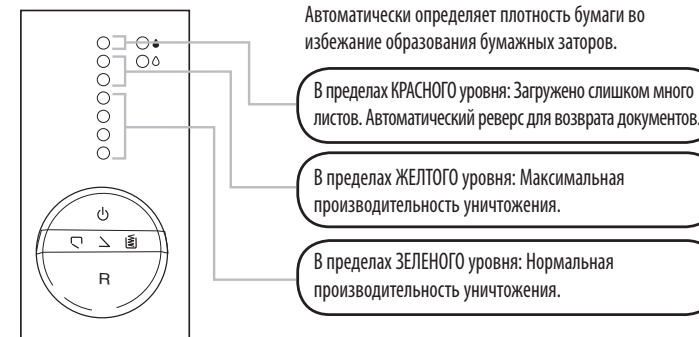 Автоматически определяет плотность бумаги во
избежание образования бумажных заторов.
В пределах КРАСНОГО уровня: Загружено слишком много
листов. Автоматический реверс для возврата документов.
В пределах ЖЕЛТОГО уровня: Максимальная
производительность уничтожения.
В пределах ЗЕЛЕНОГО уровня: Нормальная
производительность уничтожения.
R